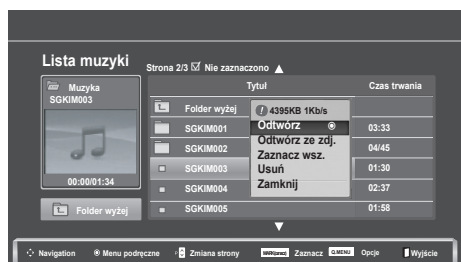 Lista muzyki
Strona 2/3 Nie zaznaczono
Muzyka
SGKIM003
00:00/01:34
Folder wyżej
Tytuł
Czas trwania
Folder wyżej
SGKIM001
03:33
SGKIM002
04/45
SGKIM003
01:30
SGKIM004
02:37
SGKIM005
01:58
4395KB 1Kb/s
Odtwórz
Odtwórz ze zdj.
Zaznacz wsz.
Usuń
Zamknij
Navigation Menu podręczne P Zmiana strony MARK(pomoc) Zaznacz Q.MENU Opcje Wyjście